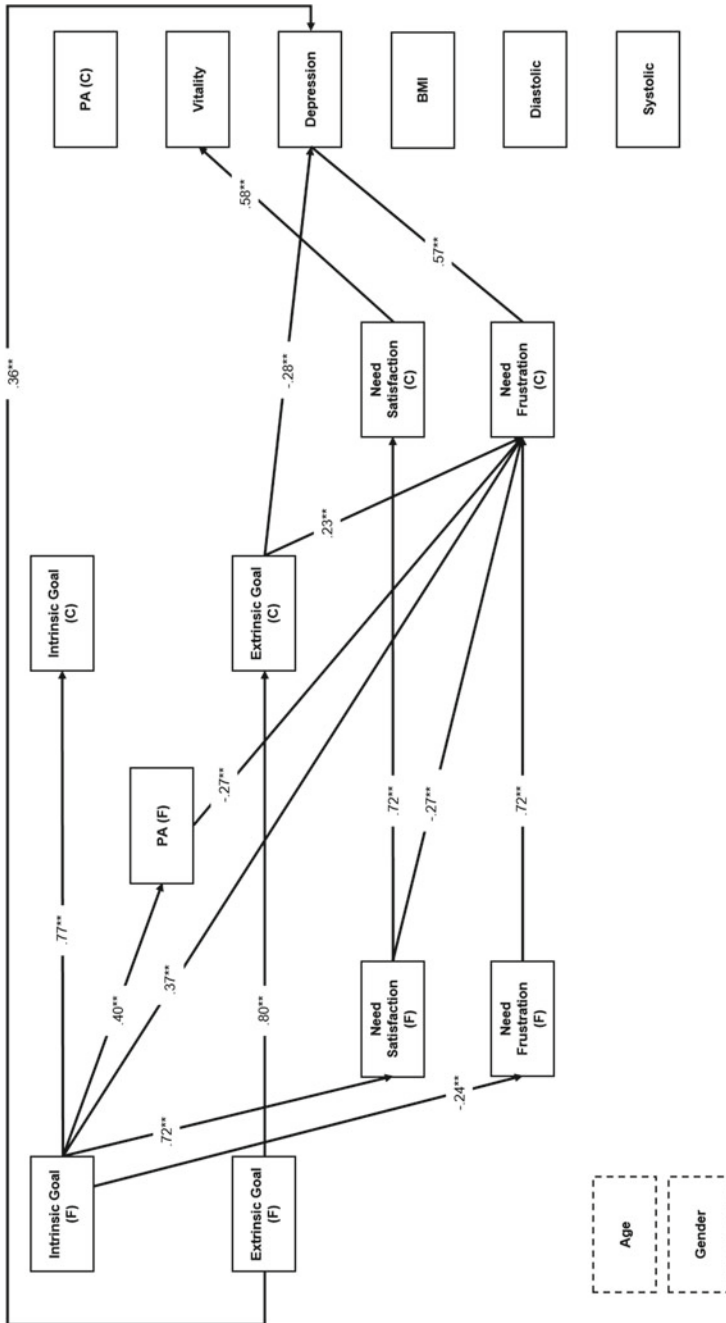 .36**
Intrinsic Goal
(F)
.77**
Intrinsic Goal
(C)
PA (C)
.40**
PA (F)
Vitality
.37**
-.27**
.58**
.72**
Extrinsic Goal
(F)
.80**
Extrinsic Goal
(C)
-.28**
Depression
.23**
Need
Satisfaction
(F)
.72**
Need
Satisfaction
(C)
BMI
-.27**
.57**
-.24**
Need
Frustration
(F)
.72**
Need
Frustration
(C)
Diastolic
Age
Systolic
Gender